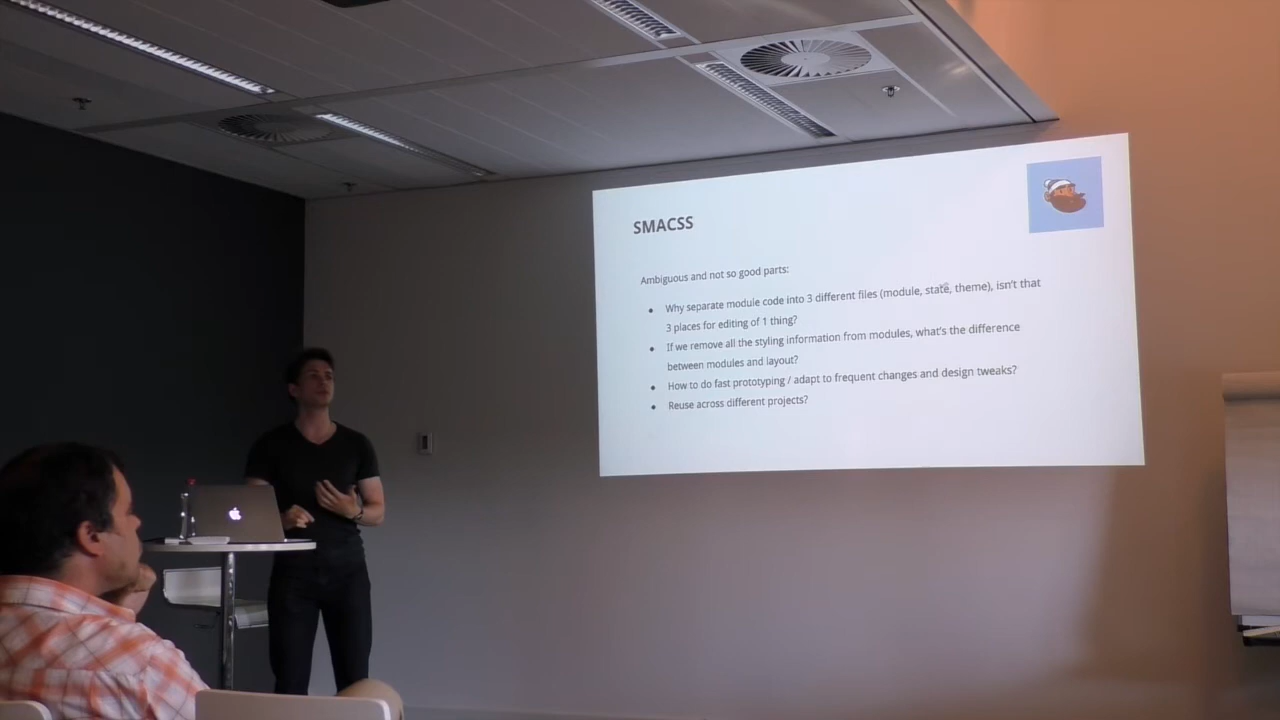 SMACSS
Ambiguous and not so good parts:
Why separate module code into 3 different files (module, state, theme), isn't that
3 places for editing of 1 thing?
If we remove all the styling information from modules, what's the difference
between modules and layout?
How to do fast prototyping / adapt to frequent changes and design tweaks?
Reuse across different projects?